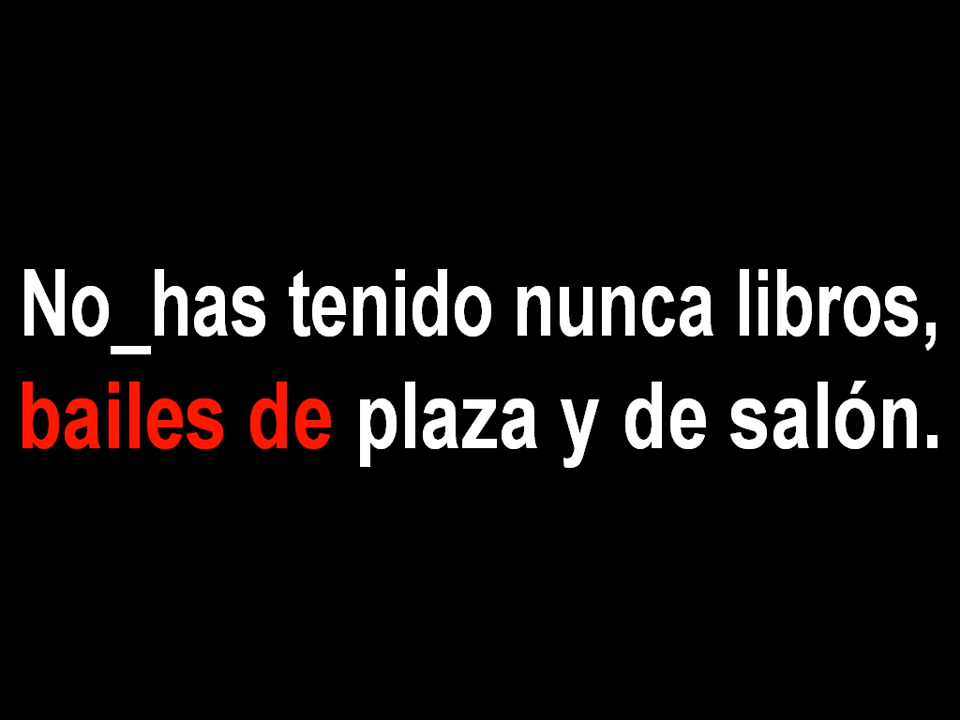 No_has tenido nunca libros,
bailes de plaza y de salón.